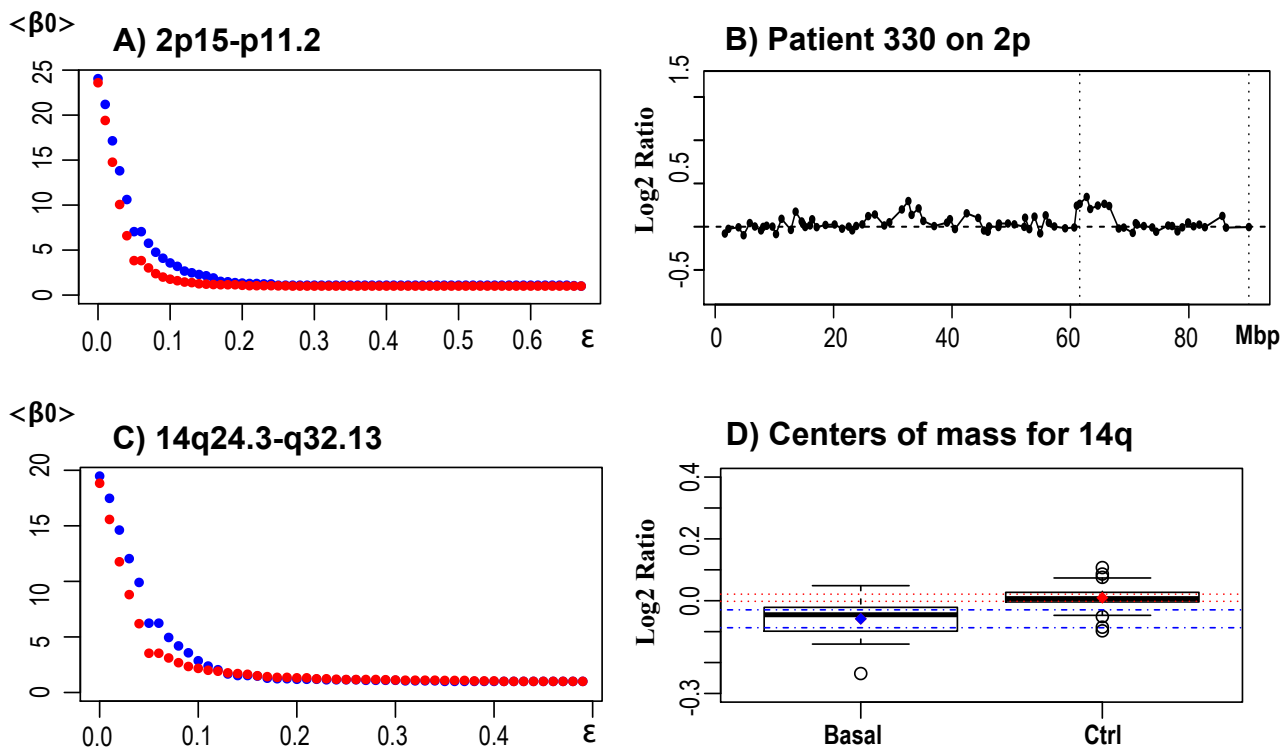 <β0>
A) 2p15-p11.2
25
20
15
10
5
0
0.0 0.1 0.2 0.3 0.4 0.5 0.6 ε
B) Patient 330 on 2p
Log2 Ratio
1.5
0.5
-0.5
0 20 40 60 80 Mbp
<β0>
C) 14q24.3-q32.13
20
15
10
5
0
0.0 0.1 0.2 0.3 0.4 ε
D) Centers of mass for 14q
Log2 Ratio
0.4
0.2
0.0
-0.3
Basal Ctrl